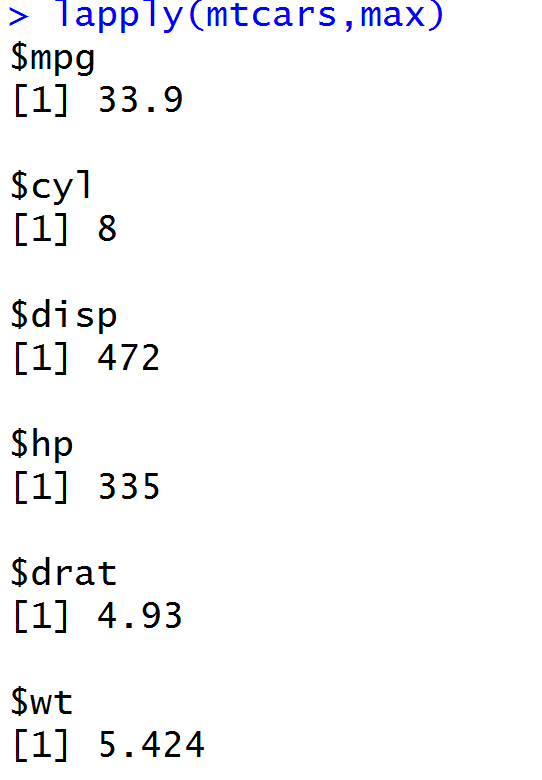 > lapply(mtcars,max)
$mpg
[1] 33.9
$cyl
[1] 8
$disp
[1] 472
$hp
[1] 335
$drat
[1] 4.93
$wt
[1] 5.424